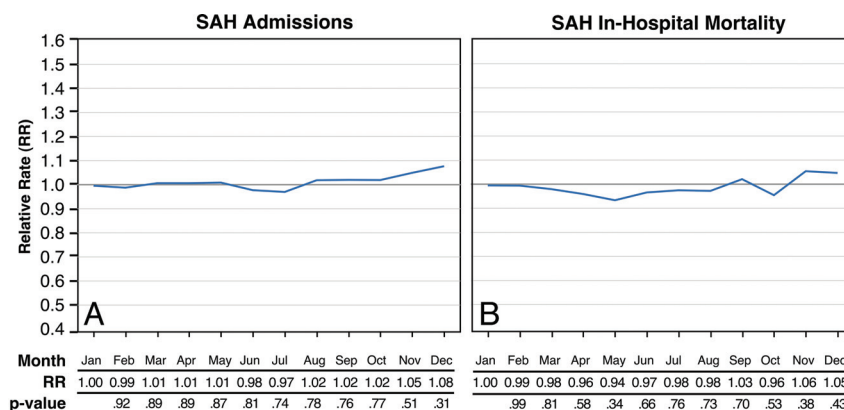 SAH Admissions
SAH In-Hospital Mortality
Relative Rate (RR)
1.6
1.5
1.4
1.3
1.2
1.1
1.0
0.9
0.8
0.7
0.6
0.5
0.4
A
B
Month Jan Feb Mar Apr May Jun Jul Aug Sep Oct Nov Dec Jan Feb Mar Apr May Jun Jul Aug Sep Oct Nov Dec
RR 1.00 0.99 1.01 1.01 1.01 0.98 0.97 1.02 1.02 1.02 1.05 1.08 1.00 0.99 0.98 0.96 0.94 0.97 0.98 0.98 1.03 0.96 1.06 1.05
p-value .92 .89 .89 .87 .81 .74 .78 .76 .77 .51 .31 .99 .81 .58 .34 .66 .76 .73 .70 .53 .38 .43